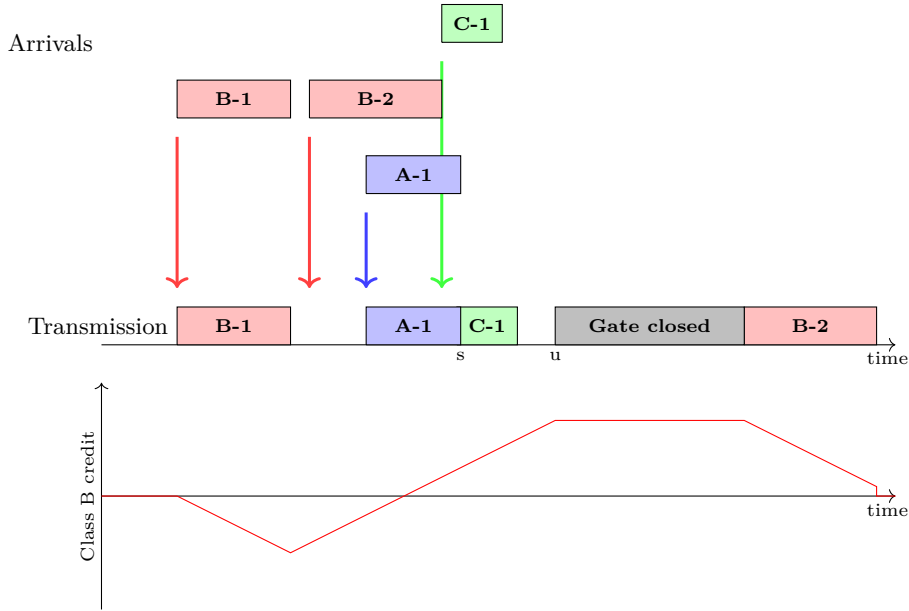 C-1
Arrivals
B-1 B-2
A-1
Transmission B-1 A-1 C-1 Gate closed B-2
s u time
Class B credit
time